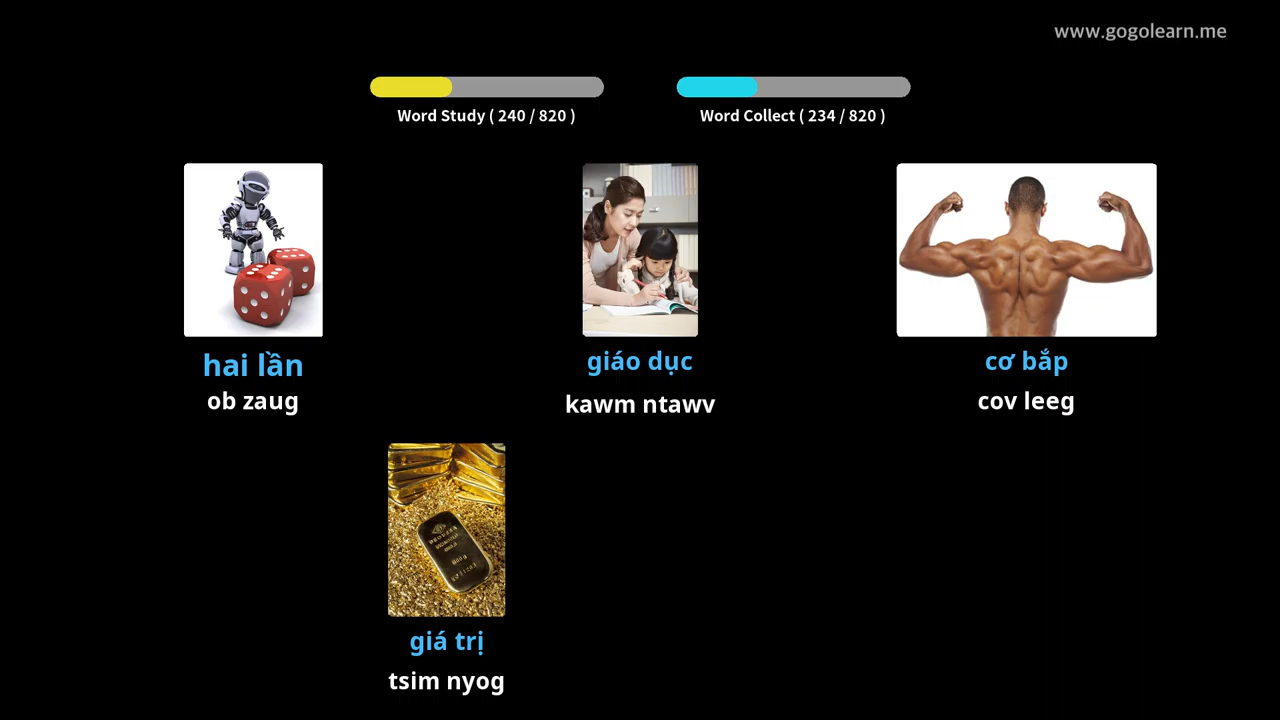 www.gogolearn.me
Word Study ( 240 / 820 )
Word Collect ( 234 / 820 )
hai lần
ob zaug
giáo dục
kawm ntawv
cơ bắp
cov leeg
giá trị
tsim nyog